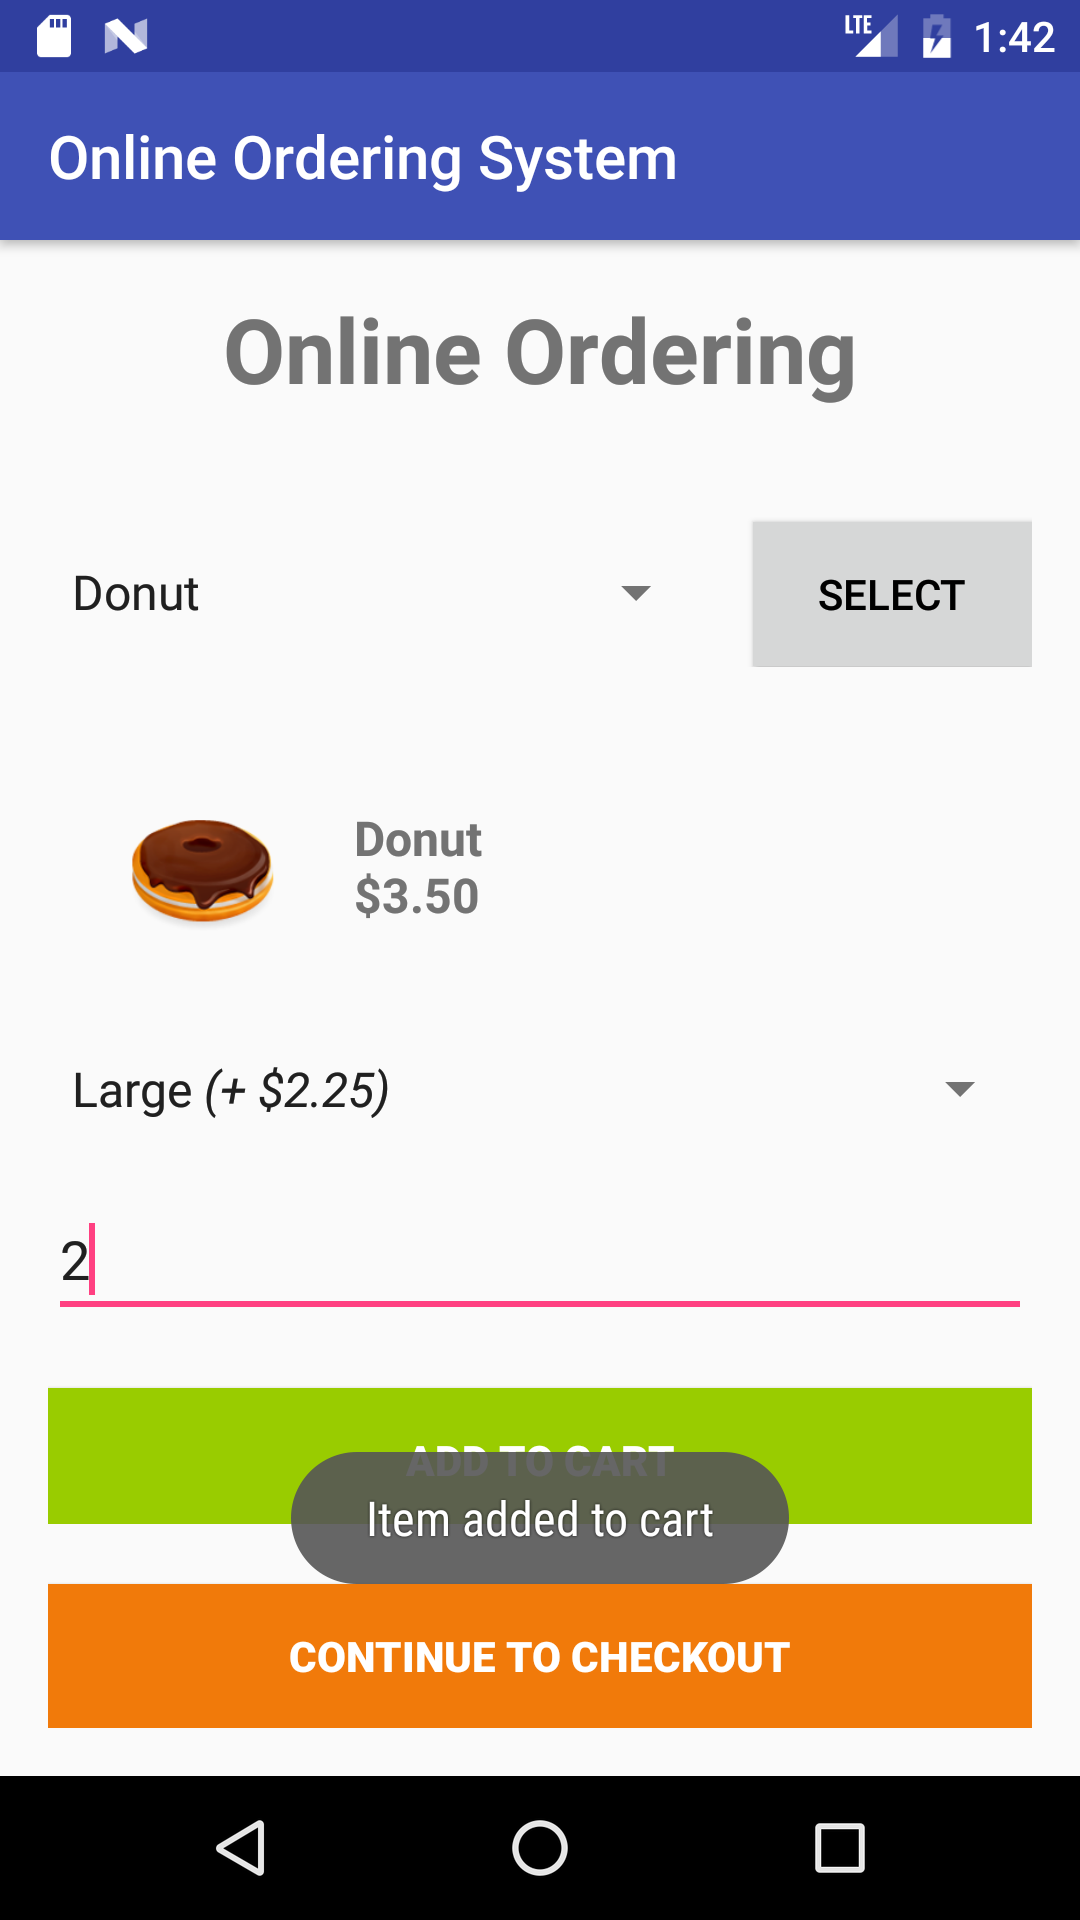 LTE 1:42
Online Ordering System
Online Ordering
Donut
SELECT
Donut
$3.50
Large (+ $2.25)
2
ADD TO CART
Item added to cart
CONTINUE TO CHECKOUT